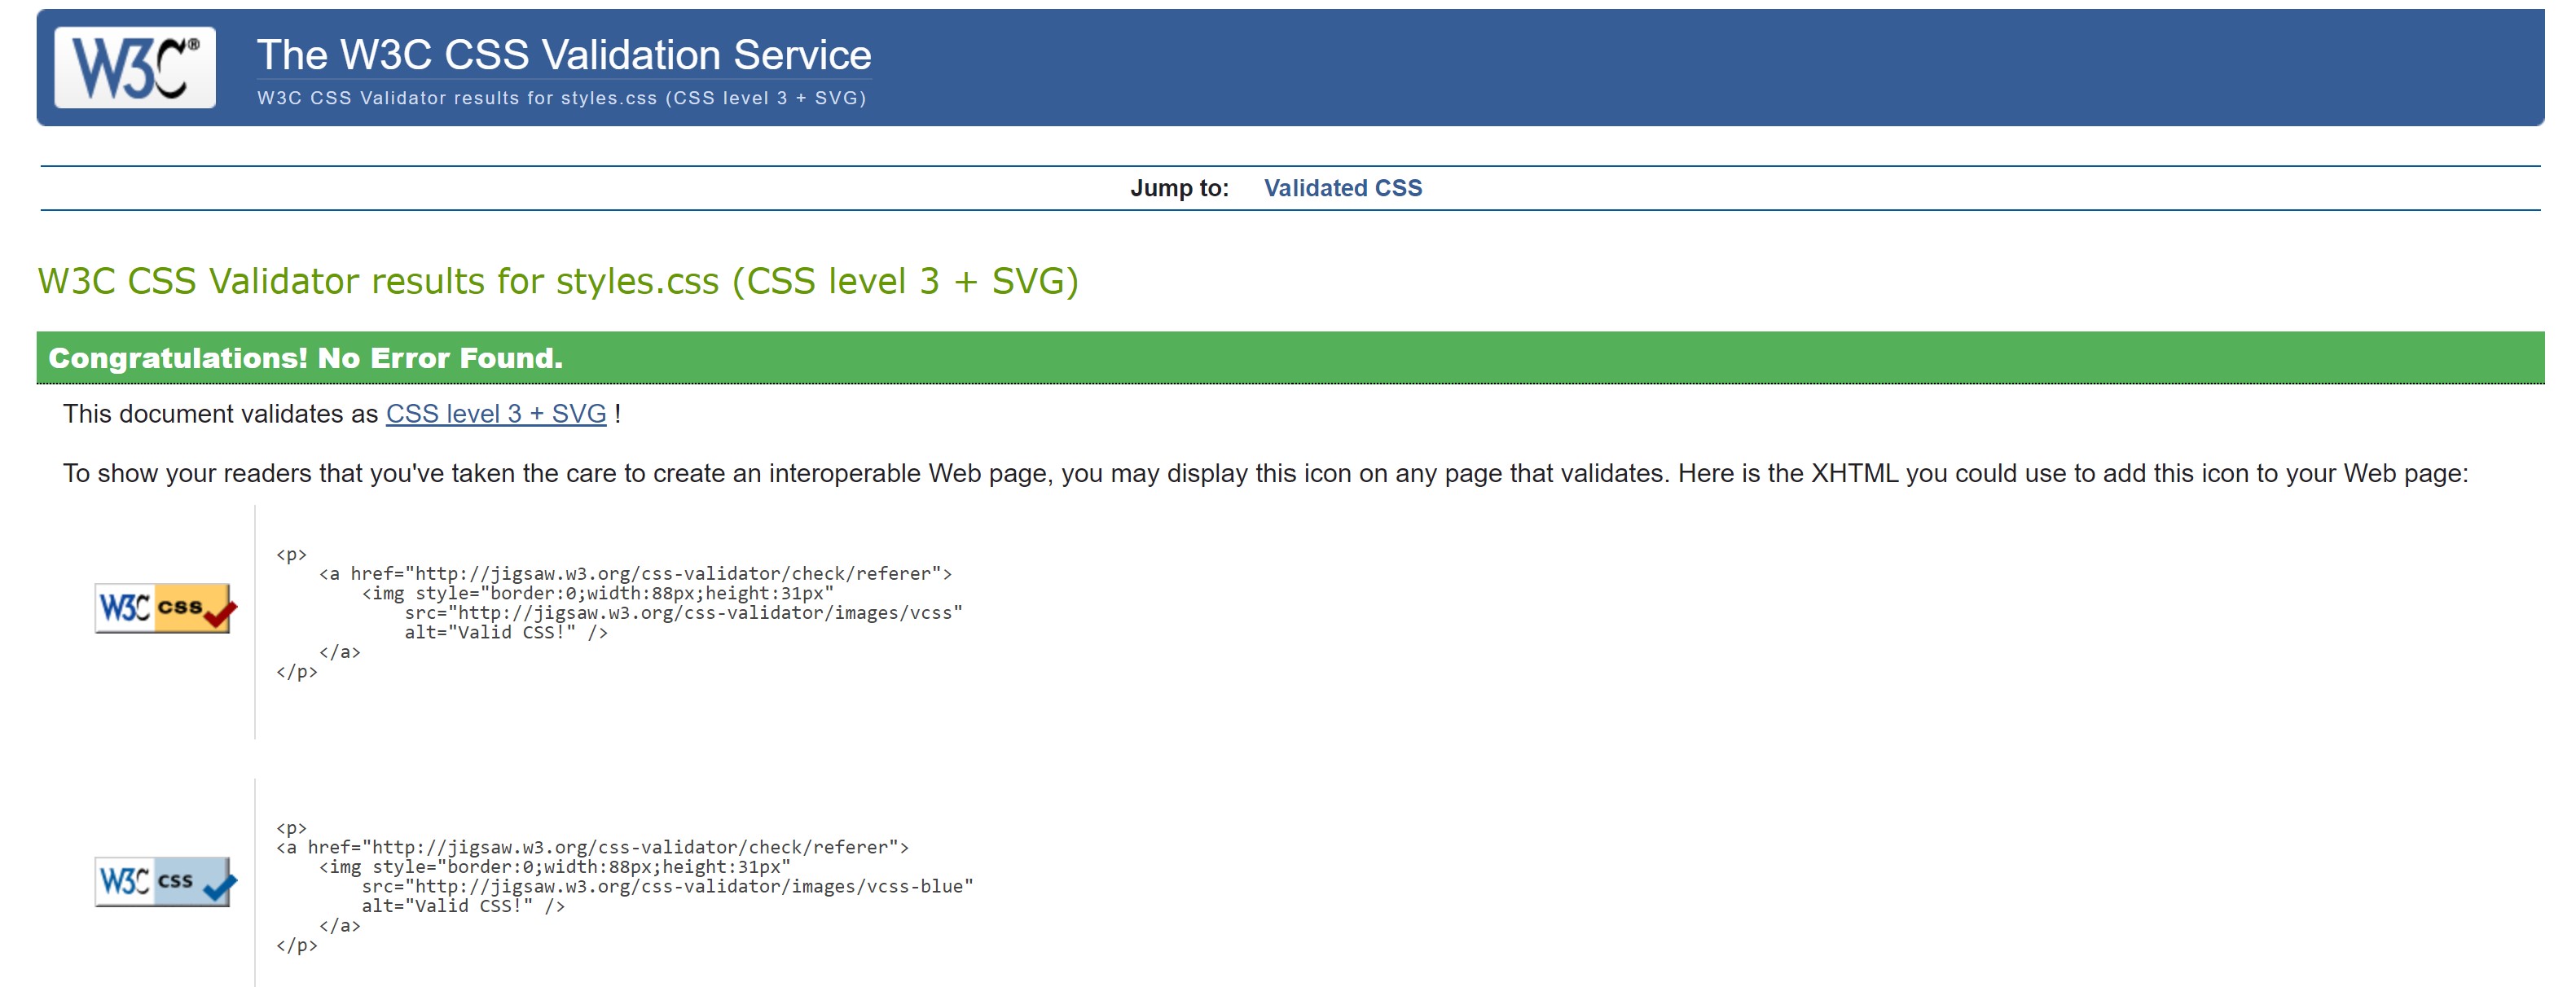 W3C®
The W3C CSS Validation Service
W3C CSS Validator results for styles.css (CSS level 3 + SVG)
Jump to: Validated CSS
W3C CSS Validator results for styles.css (CSS level 3 + SVG)
Congratulations! No Error Found.
This document validates as CSS level 3 + SVG !
To show your readers that you've taken the care to create an interoperable Web page, you may display this icon on any page that validates. Here is the XHTML you could use to add this icon to your Web page:
W3C css
<p>
    <a href="http://jigsaw.w3.org/css-validator/check/referer">
        <img style="border:0;width:88px;height:31px"
            src="http://jigsaw.w3.org/css-validator/images/vcss"
            alt="Valid CSS!" />
    </a>
</p>
W3C css
<p>
<a href="http://jigsaw.w3.org/css-validator/check/referer">
    <img style="border:0;width:88px;height:31px"
        src="http://jigsaw.w3.org/css-validator/images/vcss-blue"
        alt="Valid CSS!" />
    </a>
</p>